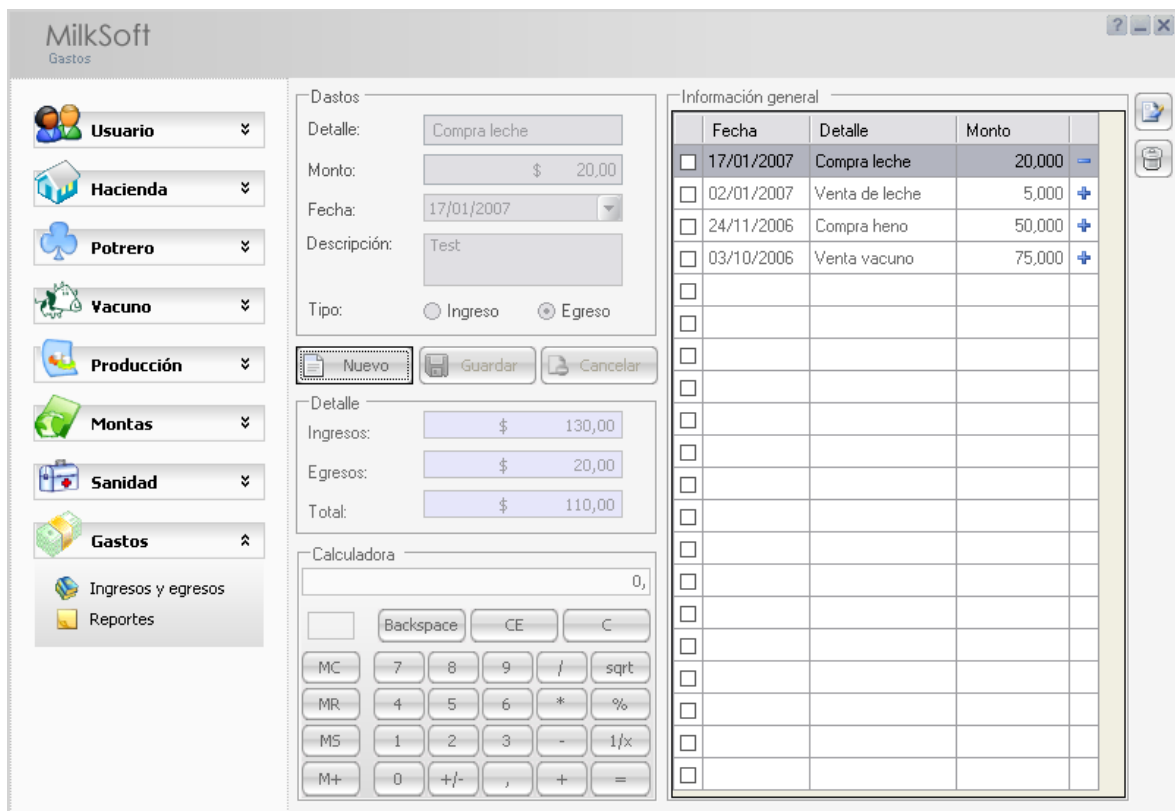 MilkSoft
Gastos
Usuario
Hacienda
Potrero
Vacuno
Producción
Montas
Sanidad
Gastos
Ingresos y egresos
Reportes
Dastos
Detalle: Compra leche
Monto: $ 20,00
Fecha: 17/01/2007
Descripción: Test
Tipo: Ingreso Egreso
Nuevo Guardar Cancelar
Detalle
Ingresos: $ 130,00
Egresos: $ 20,00
Total: $ 110,00
Calculadora
0,
Backspace CE C
MC 7 8 9 / sqrt
MR 4 5 6 * %
MS 1 2 3 - 1/x
M+ 0 +/- , + =
Información general
Fecha Detalle Monto
17/01/2007 Compra leche 20,000 −
02/01/2007 Venta de leche 5,000 +
24/11/2006 Compra heno 50,000 +
03/10/2006 Venta vacuno 75,000 +